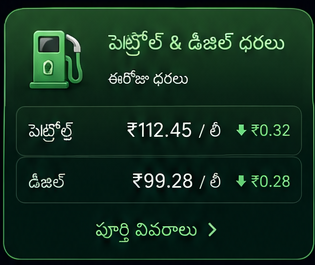 పెట్రోల్ & డీజిల్ ధరలు
ఈరోజు ధరలు
పెట్రోల్ ₹112.45 / లీ ₹0.32
డీజిల్ ₹99.28 / లీ ₹0.28
పూర్తి వివరాలు >